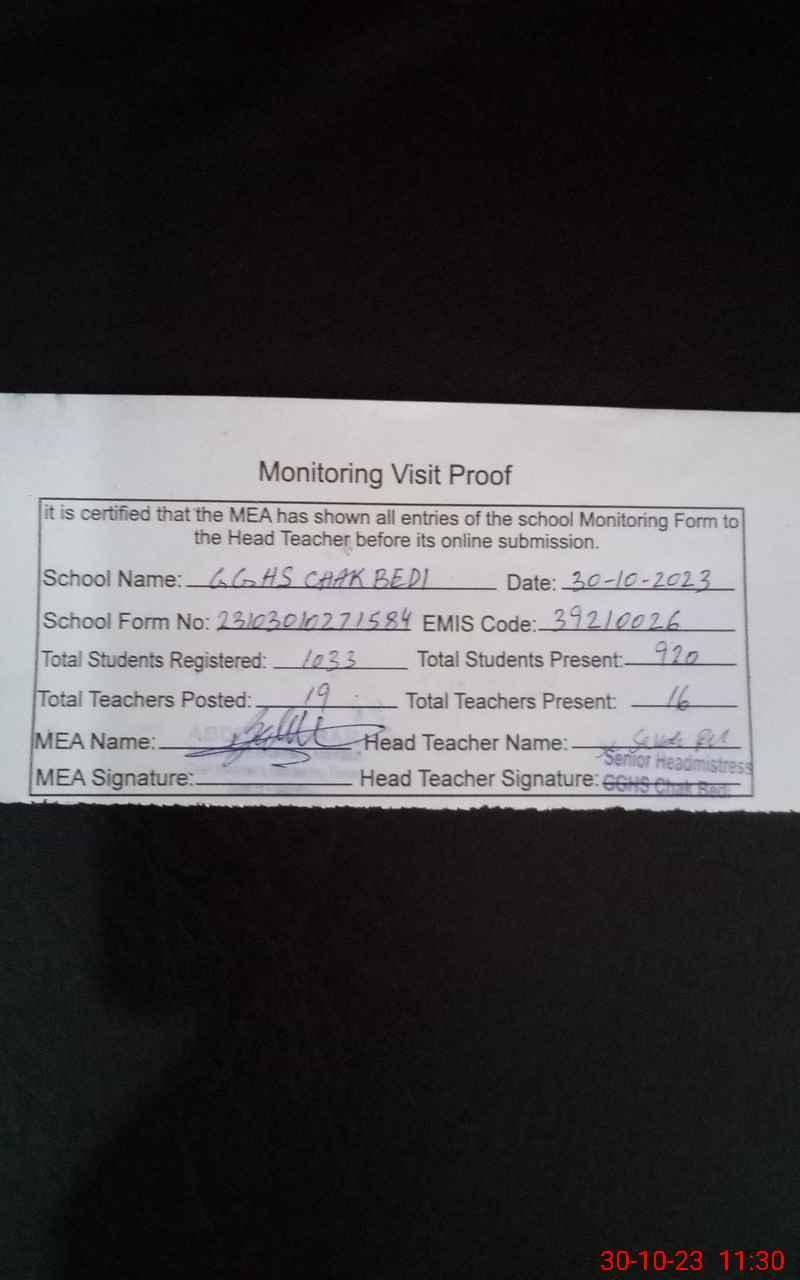 Monitoring Visit Proof
it is certified that the MEA has shown all entries of the school Monitoring Form to
the Head Teacher before its online submission.
School Name: GGHS CHAK BEDI Date: 30-10-2023
School Form No: 23103010271584 EMIS Code: 39210026
Total Students Registered: 1033 Total Students Present: 920
Total Teachers Posted: 19 Total Teachers Present: 16
MEA Name: Head Teacher Name:
Senior Headmistress
MEA Signature: Head Teacher Signature: GGHS Chak Bedi
30-10-23 11:30